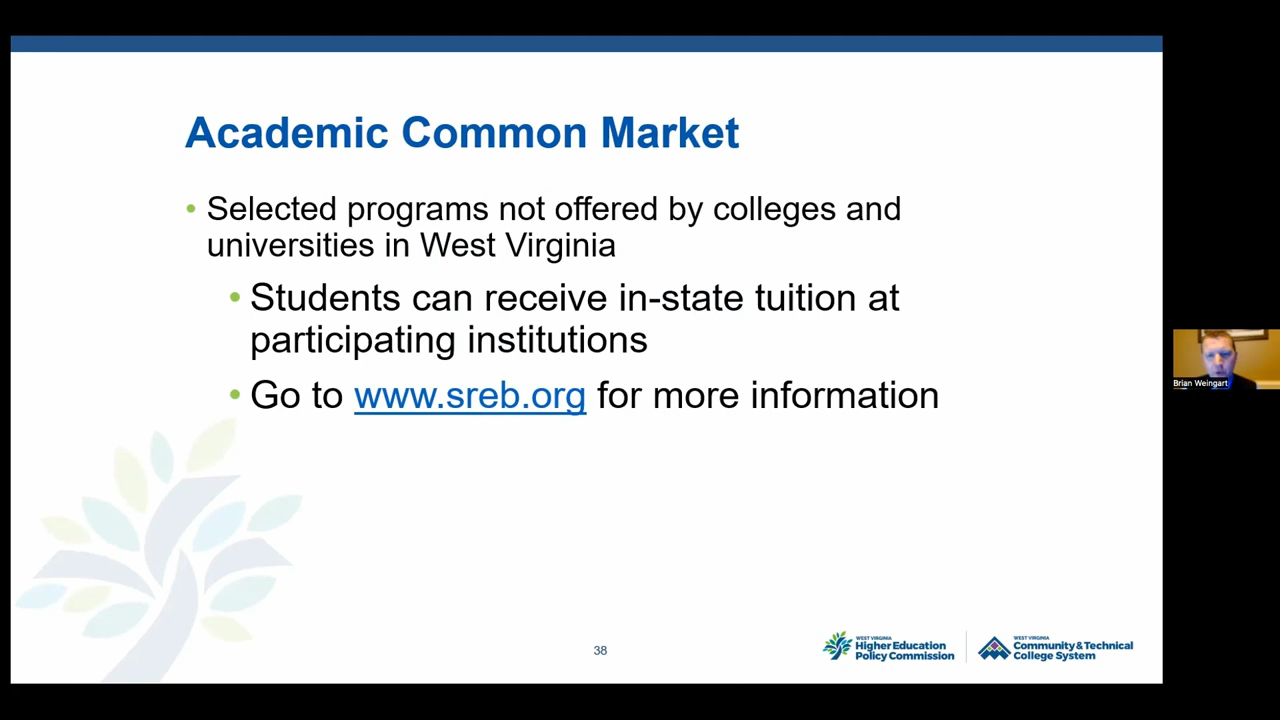 Academic Common Market
• Selected programs not offered by colleges and
universities in West Virginia
• Students can receive in-state tuition at
participating institutions
• Go to www.sreb.org for more information
Brian Weingart
38
WEST VIRGINIA
Higher Education
Policy Commission
WEST VIRGINIA
Community & Technical
College System